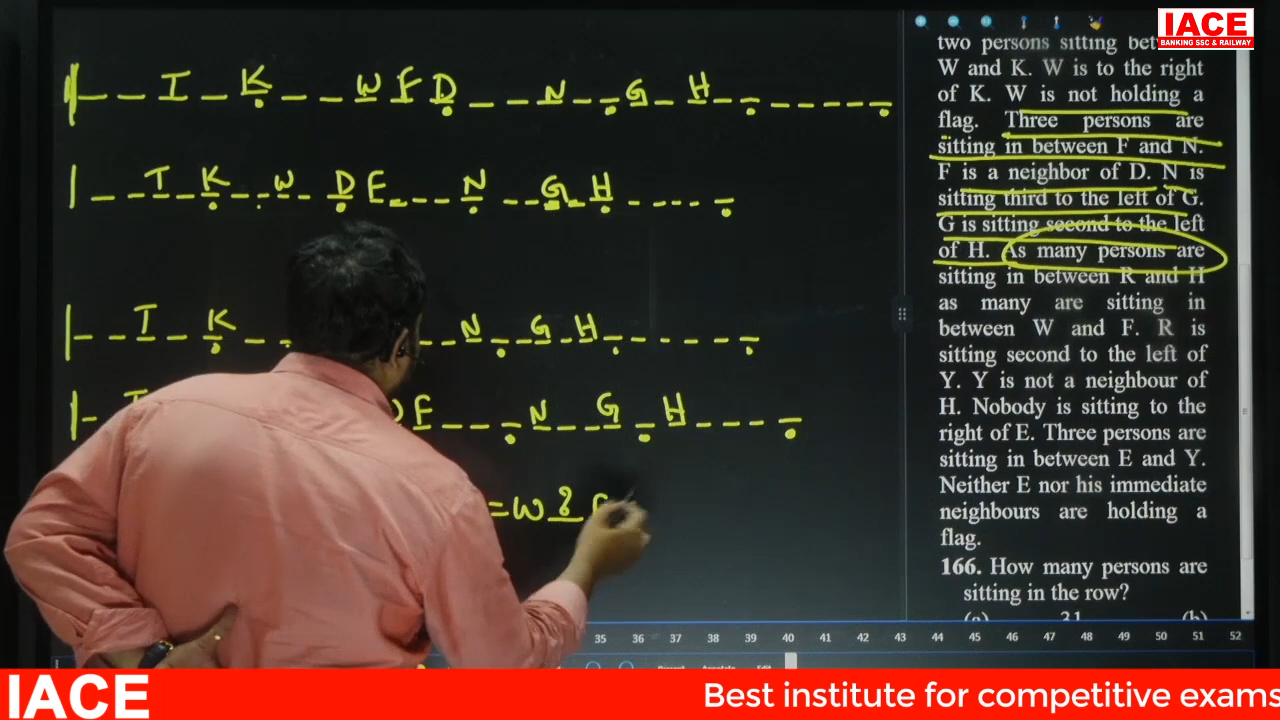 IACE
BANKING SSC & RAILWAY
T K W F D N G H
T K W D F N G H
T K N G H
F N G H
= W ?
two persons sitting
W and K. W is to the right
of K. W is not holding a
flag. Three persons are
sitting in between F and N.
F is a neighbor of D. N is
sitting third to the left of G.
G is sitting second to the left
of H. As many persons are
sitting in between R and H
as many are sitting in
between W and F. R is
sitting second to the left of
Y. Y is not a neighbour of
H. Nobody is sitting to the
right of E. Three persons are
sitting in between E and Y.
Neither E nor his immediate
neighbours are holding a
flag.
166. How many persons are
sitting in the row?
35 36 37 38 39 40 41 42 43 44 45 46 47 48 49 50 51 52
IACE
Best institute for competitive exams